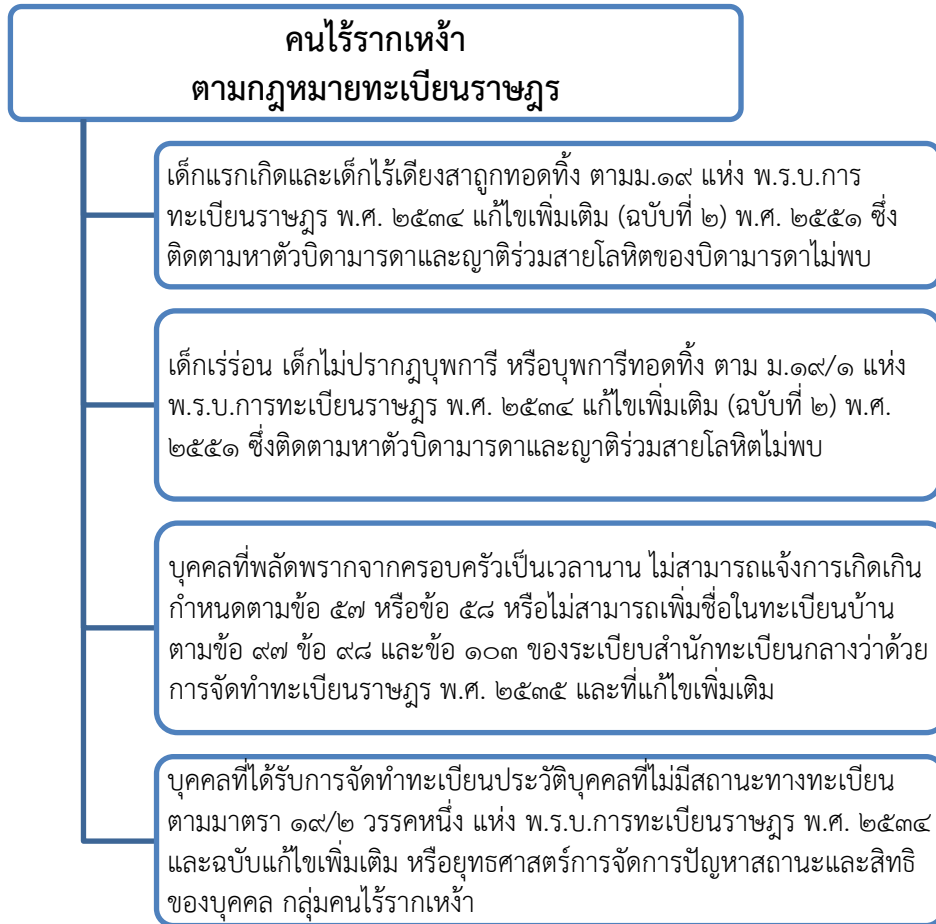 คนไร้รากเหง้า
ตามกฎหมายทะเบียนราษฎร
เด็กแรกเกิดและเด็กไร้เดียงสาถูกทอดทิ้ง ตามม.๑๙ แห่ง พ.ร.บ.การ
ทะเบียนราษฎร พ.ศ. ๒๕๓๔ แก้ไขเพิ่มเติม (ฉบับที่ ๒) พ.ศ. ๒๕๕๑ ซึ่ง
ติดตามหาตัวบิดามารดาและญาติร่วมสายโลหิตของบิดามารดาไม่พบ
เด็กเร่ร่อน เด็กไม่ปรากฏบุพการี หรือบุพการีทอดทิ้ง ตาม ม.๑๙/๑ แห่ง
พ.ร.บ.การทะเบียนราษฎร พ.ศ. ๒๕๓๔ แก้ไขเพิ่มเติม (ฉบับที่ ๒) พ.ศ.
๒๕๕๑ ซึ่งติดตามหาตัวบิดามารดาและญาติร่วมสายโลหิตไม่พบ
บุคคลที่พลัดพรากจากครอบครัวเป็นเวลานาน ไม่สามารถแจ้งการเกิดเกิน
กำหนดตามข้อ ๕๗ หรือข้อ ๕๘ หรือไม่สามารถเพิ่มชื่อในทะเบียนบ้าน
ตามข้อ ๙๗ ข้อ ๙๘ และข้อ ๑๐๓ ของระเบียบสำนักทะเบียนกลางว่าด้วย
การจัดทำทะเบียนราษฎร พ.ศ. ๒๕๓๕ และที่แก้ไขเพิ่มเติม
บุคคลที่ได้รับการจัดทำทะเบียนประวัติบุคคลที่ไม่มีสถานะทางทะเบียน
ตามมาตรา ๑๙/๒ วรรคหนึ่ง แห่ง พ.ร.บ.การทะเบียนราษฎร พ.ศ. ๒๕๓๔
และฉบับแก้ไขเพิ่มเติม หรือยุทธศาสตร์การจัดการปัญหาสถานะและสิทธิ
ของบุคคล กลุ่มคนไร้รากเหง้า